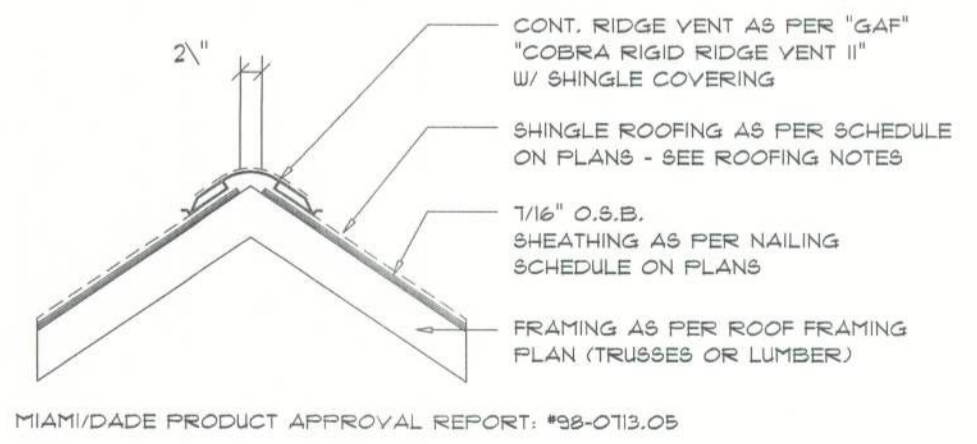 2\"
CONT. RIDGE VENT AS PER "GAF"
"COBRA RIGID RIDGE VENT II"
W/ SHINGLE COVERING
SHINGLE ROOFING AS PER SCHEDULE
ON PLANS - SEE ROOFING NOTES
7/16" O.S.B.
SHEATHING AS PER NAILING
SCHEDULE ON PLANS
FRAMING AS PER ROOF FRAMING
PLAN (TRUSSES OR LUMBER)
MIAMI/DADE PRODUCT APPROVAL REPORT: #98-0713.05